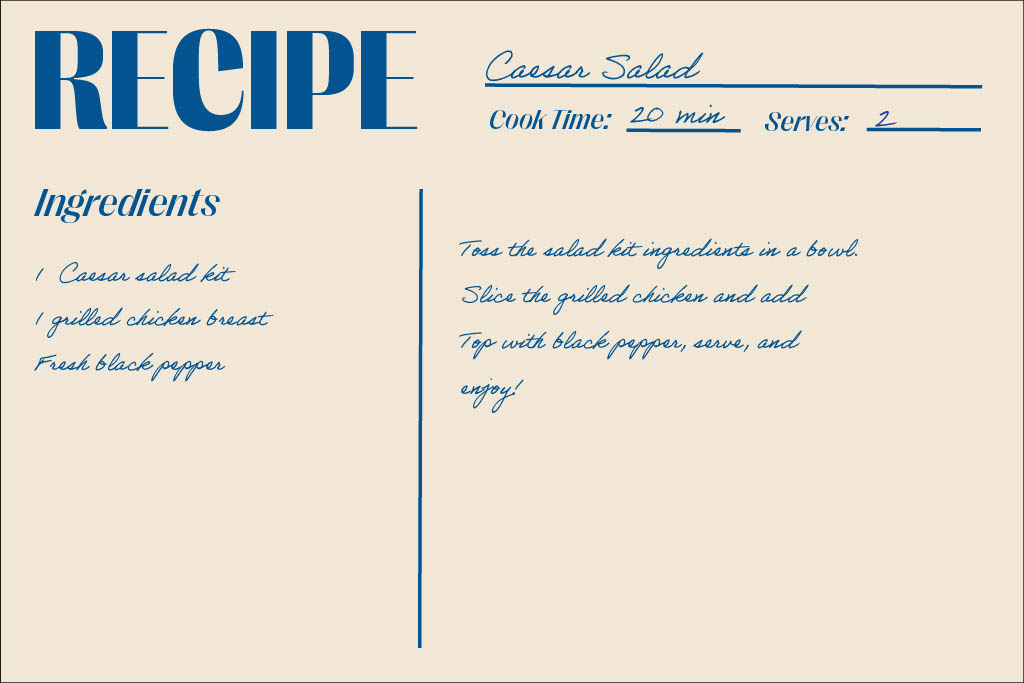 RECIPE
Caesar Salad
Cook Time: 20 min Serves: 2
Ingredients
1 Caesar salad kit
1 grilled chicken breast
Fresh black pepper
Toss the salad kit ingredients in a bowl.
Slice the grilled chicken and add
Top with black pepper, serve, and
enjoy!